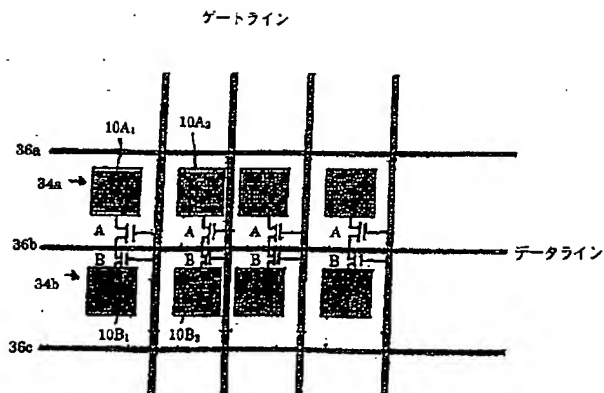 ゲートライン
10A₁ 10A₂
36a
34a
A A A A
36b データライン
B B B B
34b
10B₁ 10B₂
36c